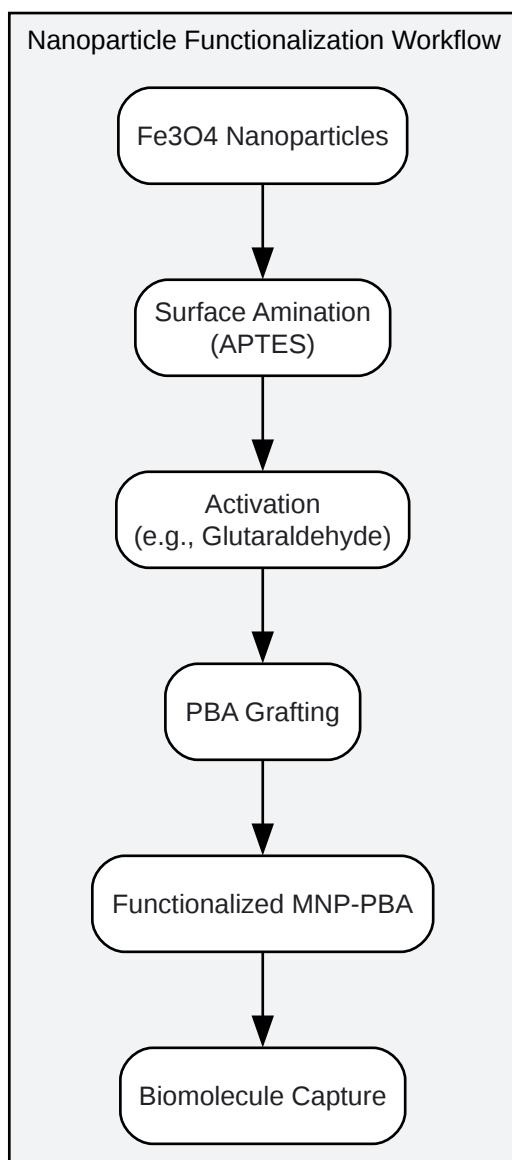 Nanoparticle Functionalization Workflow
Fe3O4 Nanoparticles
Surface Amination
(APTES)
Activation
(e.g., Glutaraldehyde)
PBA Grafting
Functionalized MNP-PBA
Biomolecule Capture